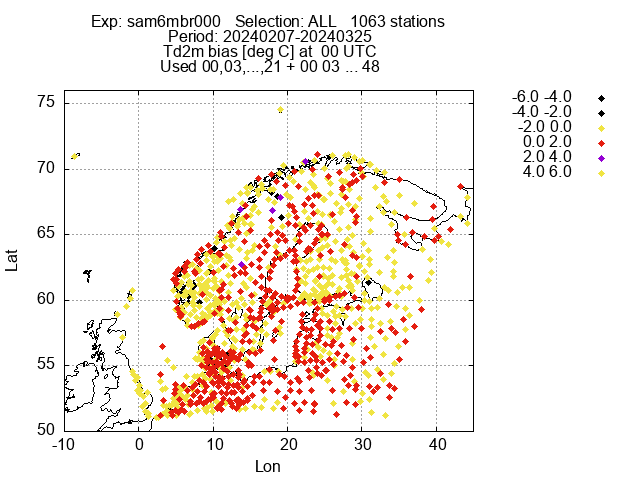 Exp: sam6mbr000   Selection: ALL   1063 stations
Period: 20240207-20240325
Td2m bias [deg C] at  00 UTC
Used 00,03,...,21 + 00 03 ... 48
-6.0 -4.0
-4.0 -2.0
-2.0 0.0
0.0 2.0
2.0 4.0
4.0 6.0
75
70
65
60
55
50
Lat
-10 0 10 20 30 40
Lon